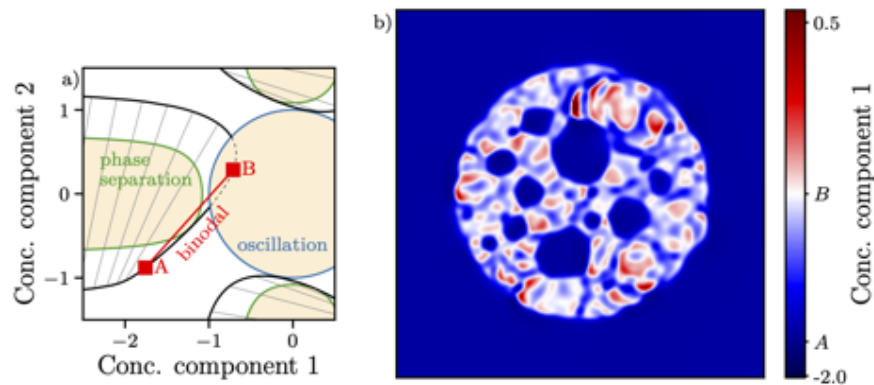 a)
Conc. component 2
1
0
−1
phase
separation
B
A
binodal
oscillation
−2
−1
0
Conc. component 1
b)
0.5
B
A
-2.0
Conc. component 1